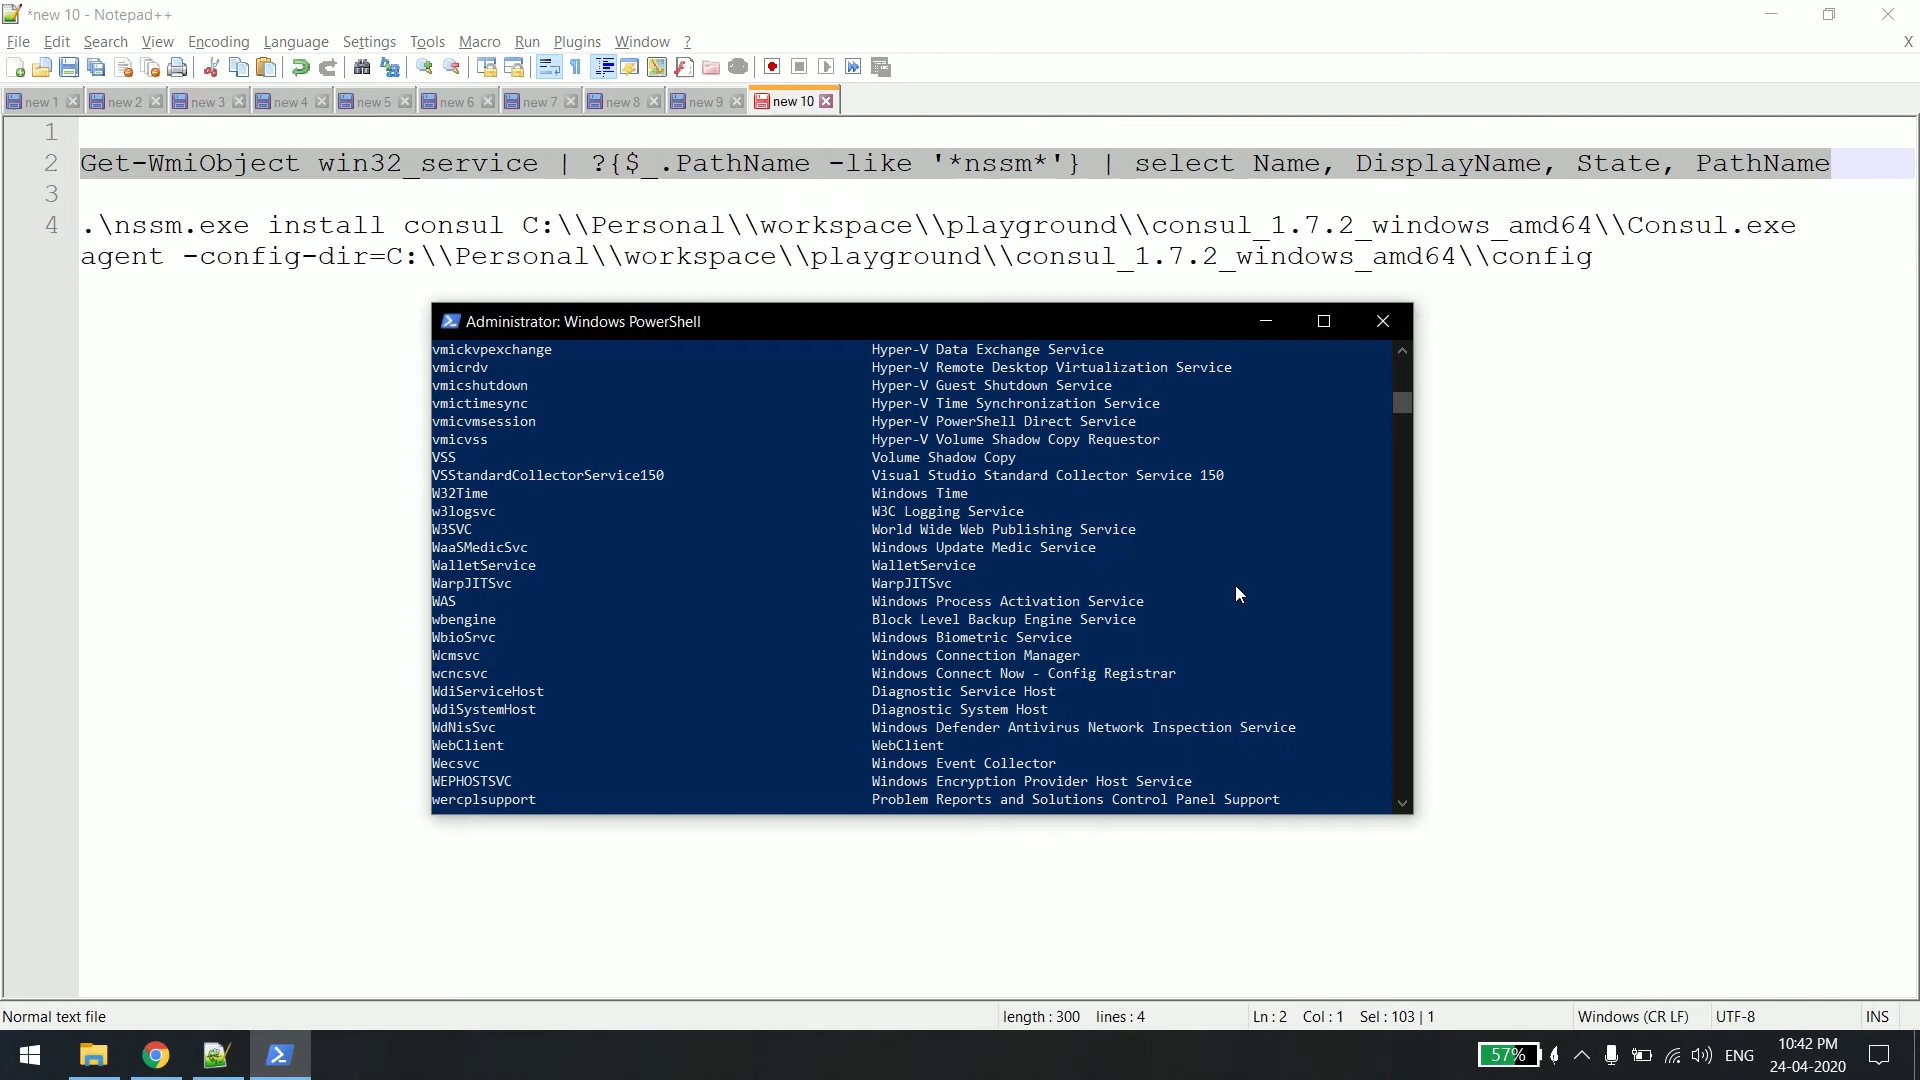 *new 10 - Notepad++
File Edit Search View Encoding Language Settings Tools Macro Run Plugins Window ? X
new 1 new 2 new 3 new 4 new 5 new 6 new 7 new 8 new 9 new 10
1
2 Get-WmiObject win32_service | ?{$_.PathName -like '*nssm*'} | select Name, DisplayName, State, PathName
3
4 .\nssm.exe install consul C:\\Personal\\workspace\\playground\\consul_1.7.2_windows_amd64\\Consul.exe
agent -config-dir=C:\\Personal\\workspace\\playground\\consul_1.7.2_windows_amd64\\config
Administrator: Windows PowerShell
vmickvpexchange Hyper-V Data Exchange Service
vmicrdv Hyper-V Remote Desktop Virtualization Service
vmicshutdown Hyper-V Guest Shutdown Service
vmictimesync Hyper-V Time Synchronization Service
vmicvmsession Hyper-V PowerShell Direct Service
vmicvss Hyper-V Volume Shadow Copy Requestor
VSS Volume Shadow Copy
VSStandardCollectorService150 Visual Studio Standard Collector Service 150
W32Time Windows Time
w3logsvc W3C Logging Service
W3SVC World Wide Web Publishing Service
WaaSMedicSvc Windows Update Medic Service
WalletService WalletService
WarpJITSvc WarpJITSvc
WAS Windows Process Activation Service
wbengine Block Level Backup Engine Service
WbioSrvc Windows Biometric Service
Wcmsvc Windows Connection Manager
wcncsvc Windows Connect Now - Config Registrar
WdiServiceHost Diagnostic Service Host
WdiSystemHost Diagnostic System Host
WdNisSvc Windows Defender Antivirus Network Inspection Service
WebClient WebClient
Wecsvc Windows Event Collector
WEPHOSTSVC Windows Encryption Provider Host Service
wercplsupport Problem Reports and Solutions Control Panel Support
Normal text file length : 300 lines : 4 Ln : 2 Col : 1 Sel : 103 | 1 Windows (CR LF) UTF-8 INS
57% ENG 10:42 PM
24-04-2020